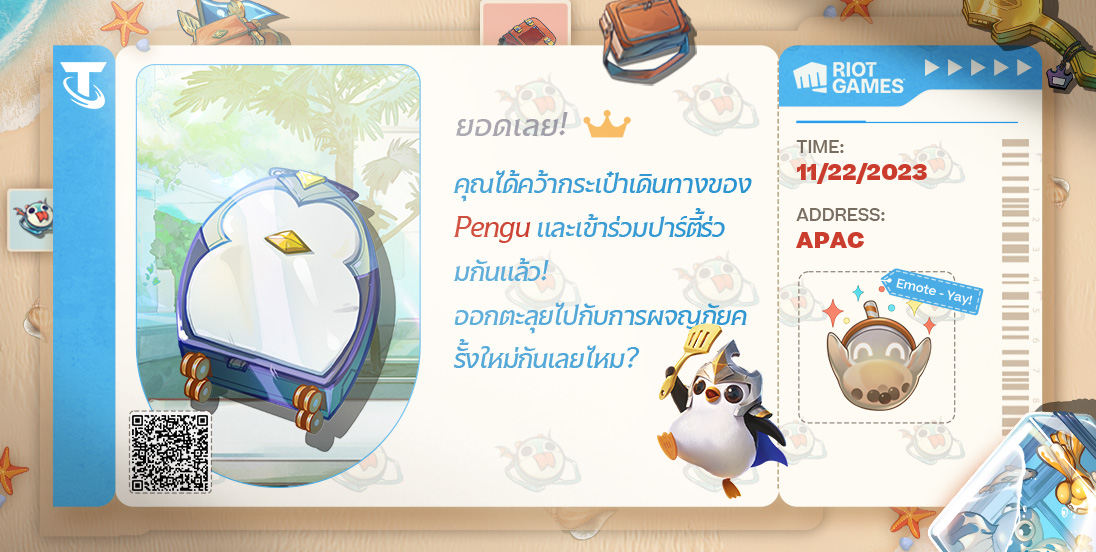 T
ยอดเลย!
คุณได้คว้ากระเป๋าเดินทางของ
Pengu และเข้าร่วมปาร์ตี้ร่ว
มกันแล้ว!
ออกตะลุยไปกับการผจญภัยค
รั้งใหม่กันเลยไหม?
RIOT
GAMES
TIME:
11/22/2023
ADDRESS:
APAC
Emote - Yay!